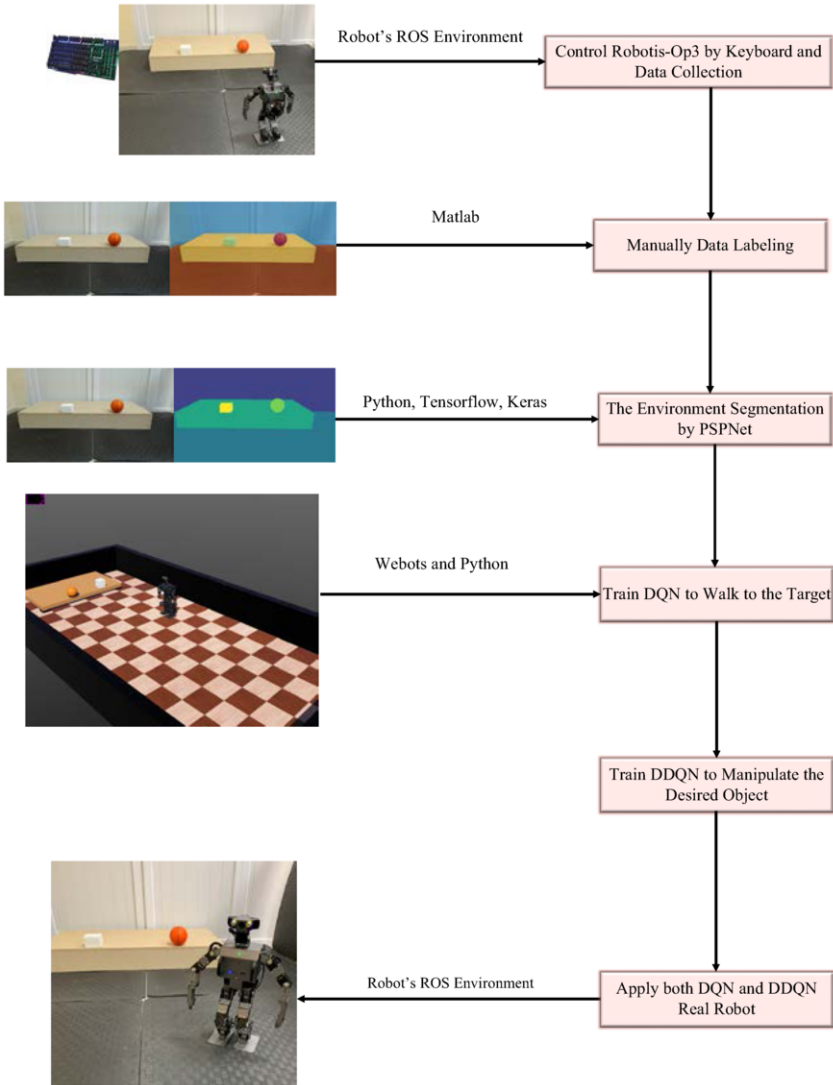 Robot's ROS Environment
Control Robotis-Op3 by Keyboard and
Data Collection
Matlab
Manually Data Labeling
Python, Tensorflow, Keras
The Environment Segmentation
by PSPNet
Webots and Python
Train DQN to Walk to the Target
Train DDQN to Manipulate the
Desired Object
Robot's ROS Environment
Apply both DQN and DDQN
Real Robot